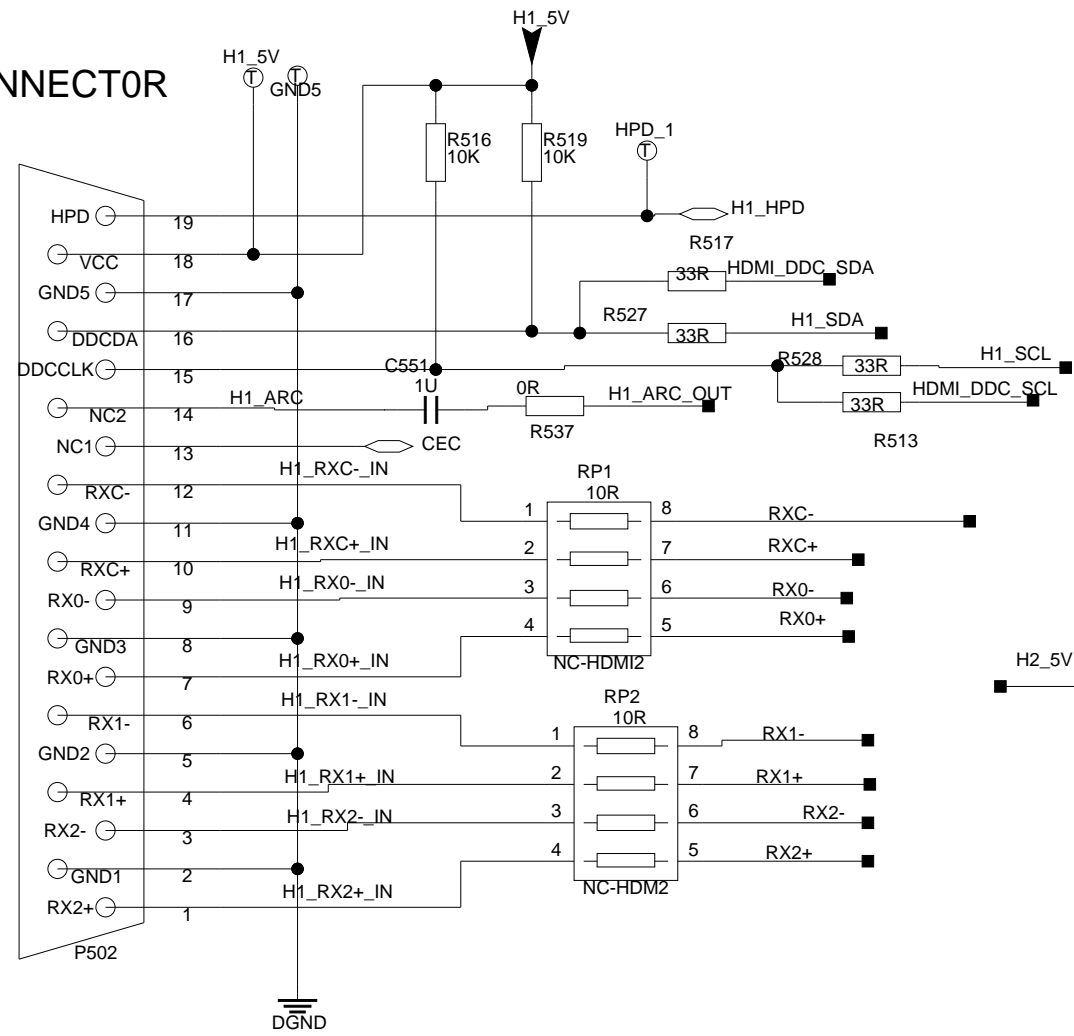 H1_5V
H1_5V
NNECT0R
T
T
GND5
R516
10K
R519
10K
HPD_1
T
HPD
19
H1_HPD
VCC
18
R517
33R
HDMI_DDC_SDA
GND5
17
DDCDA
16
R527
33R
H1_SDA
DDCCLK
15
C551
1U
R528
33R
H1_SCL
NC2
14
H1_ARC
0R
R537
H1_ARC_OUT
33R
HDMI_DDC_SCL
R513
NC1
13
CEC
H1_RXC-_IN
RP1
10R
RXC-
12
1
8
RXC-
GND4
11
H1_RXC+_IN
2
7
RXC+
RXC+
10
H1_RX0-_IN
3
6
RX0-
RX0-
9
4
5
RX0+
GND3
8
H1_RX0+_IN
NC-HDMI2
H2_5V
RX0+
7
H1_RX1-_IN
RP2
10R
RX1-
6
1
8
RX1-
GND2
5
H1_RX1+_IN
2
7
RX1+
RX1+
4
H1_RX2-_IN
3
6
RX2-
RX2-
3
4
5
RX2+
GND1
2
H1_RX2+_IN
NC-HDM2
RX2+
1
P502
DGND